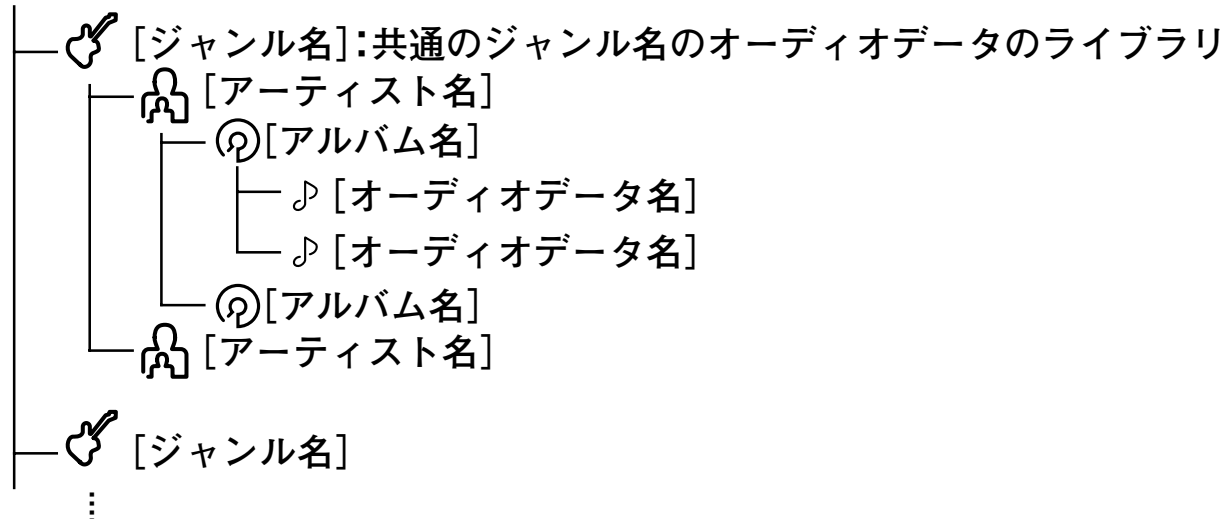 [ジャンル名]:共通のジャンル名のオーディオデータのライブラリ
[アーティスト名]
[アルバム名]
[オーディオデータ名]
[オーディオデータ名]
[アルバム名]
[アーティスト名]
[ジャンル名]